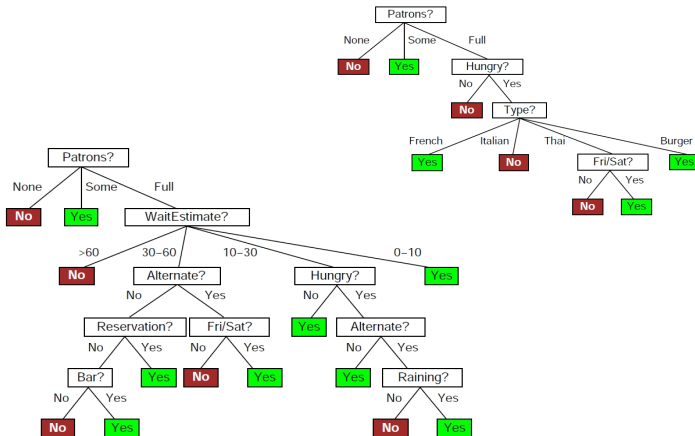 Patrons?
None Some Full
No Yes Hungry?
No Yes
No Type?
French Italian Thai Burger
Yes No Fri/Sat? Yes
No Yes
No Yes
Patrons?
None Some Full
No Yes WaitEstimate?
>60 30–60 10–30 0–10
No Alternate? Hungry? Yes
No Yes No Yes
Reservation? Fri/Sat? Yes Alternate?
No Yes No Yes No Yes
Bar? Yes No Yes Yes Raining?
No Yes No Yes
No Yes No Yes